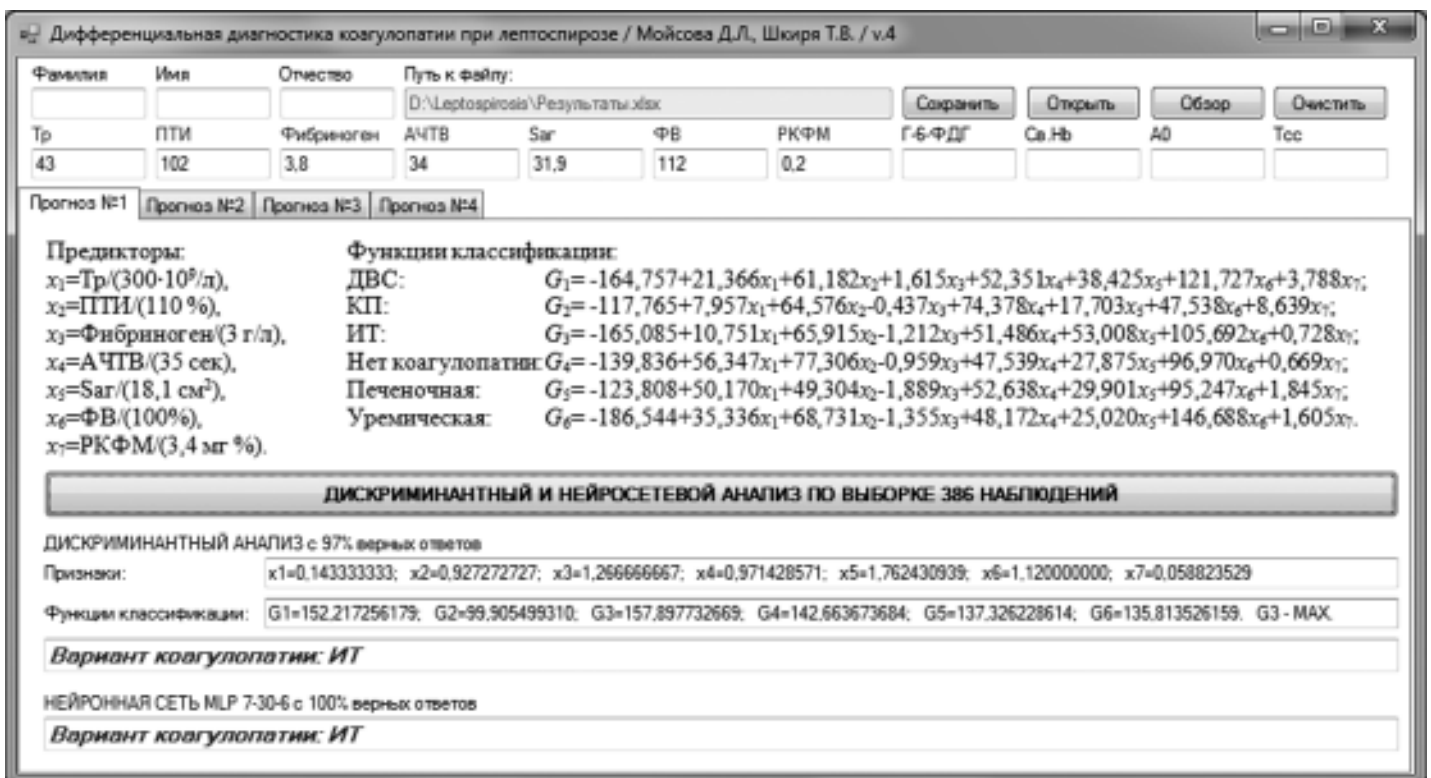 Дифференциальная диагностика коагулопатии при лептоспирозе / Мойсова Д.Л., Шкиря Т.В. / v.4
Фамилия Имя Отчество Путь к файлу:
D:\Leptospirosis\Результаты.xlsx Сохранить Открыть Обзор Очистить
Тр ПТИ Фибриноген АЧТВ Sаг ФВ РКФМ Г-6-ФДГ Св.Hb А0 Тсс
43 102 3,8 34 31,9 112 0,2
Прогноз №1 Прогноз №2 Прогноз №3 Прогноз №4
Предикторы: Функции классификации:
x₁=Тр/(300·10⁹/л), ДВС: G₁= -164,757+21,366x₁+61,182x₂+1,615x₃+52,351x₄+38,425x₅+121,727x₆+3,788x₇;
x₂=ПТИ/(110 %), КП: G₂= -117,765+7,957x₁+64,576x₂-0,437x₃+74,378x₄+17,703x₅+47,538x₆+8,639x₇;
x₃=Фибриноген/(3 г/л), ИТ: G₃= -165,085+10,751x₁+65,915x₂-1,212x₃+51,486x₄+53,008x₅+105,692x₆+0,728x₇;
x₄=АЧТВ/(35 сек), Нет коагулопатии: G₄= -139,836+56,347x₁+77,306x₂-0,959x₃+47,539x₄+27,875x₅+96,970x₆+0,669x₇;
x₅=Sаг/(18,1 см²), Печеночная: G₅= -123,808+50,170x₁+49,304x₂-1,889x₃+52,638x₄+29,901x₅+95,247x₆+1,845x₇;
x₆=ФВ/(100%), Уремическая: G₆= -186,544+35,336x₁+68,731x₂-1,355x₃+48,172x₄+25,020x₅+146,688x₆+1,605x₇.
x₇=РКФМ/(3,4 мг %).
ДИСКРИМИНАНТНЫЙ И НЕЙРОСЕТЕВОЙ АНАЛИЗ ПО ВЫБОРКЕ 386 НАБЛЮДЕНИЙ
ДИСКРИМИНАНТНЫЙ АНАЛИЗ с 97% верных ответов
Признаки: x1=0,143333333; x2=0,927272727; x3=1,266666667; x4=0,971428571; x5=1,762430939; x6=1,120000000; x7=0,058823529
Функции классификации: G1=152,217256179; G2=99,905499310; G3=157,897732669; G4=142,663673684; G5=137,326228614; G6=135,813526159. G3 - MAX.
Вариант коагулопатии: ИТ
НЕЙРОННАЯ СЕТЬ MLP 7-30-6 с 100% верных ответов
Вариант коагулопатии: ИТ